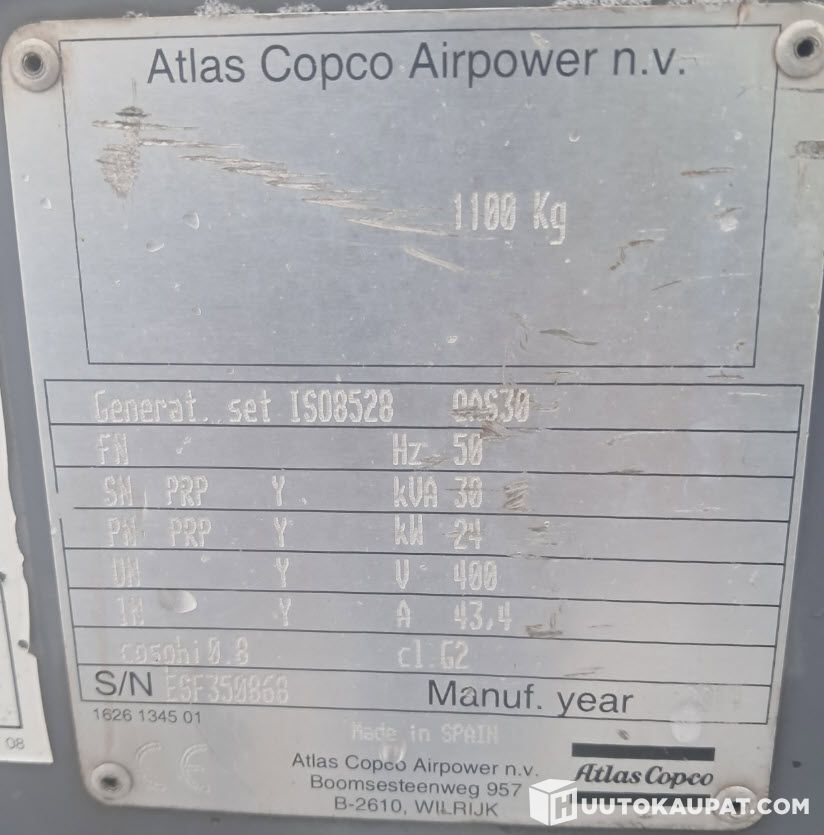 Atlas Copco Airpower n.v.
1100 Kg
Generat. set ISO8528 QAS30
FN Hz 50
SN PRP Y kVA 30
PN PRP Y kW 24
UN Y V 400
IN Y A 43,4
cosphi 0.8 cl.G2
S/N ESF350868 Manuf. year
1626 1345 01
Made in SPAIN
CE
Atlas Copco Airpower n.v.
Boomsesteenweg 957
B-2610, WILRIJK
Atlas Copco
08
HUUTOKAUPAT.COM